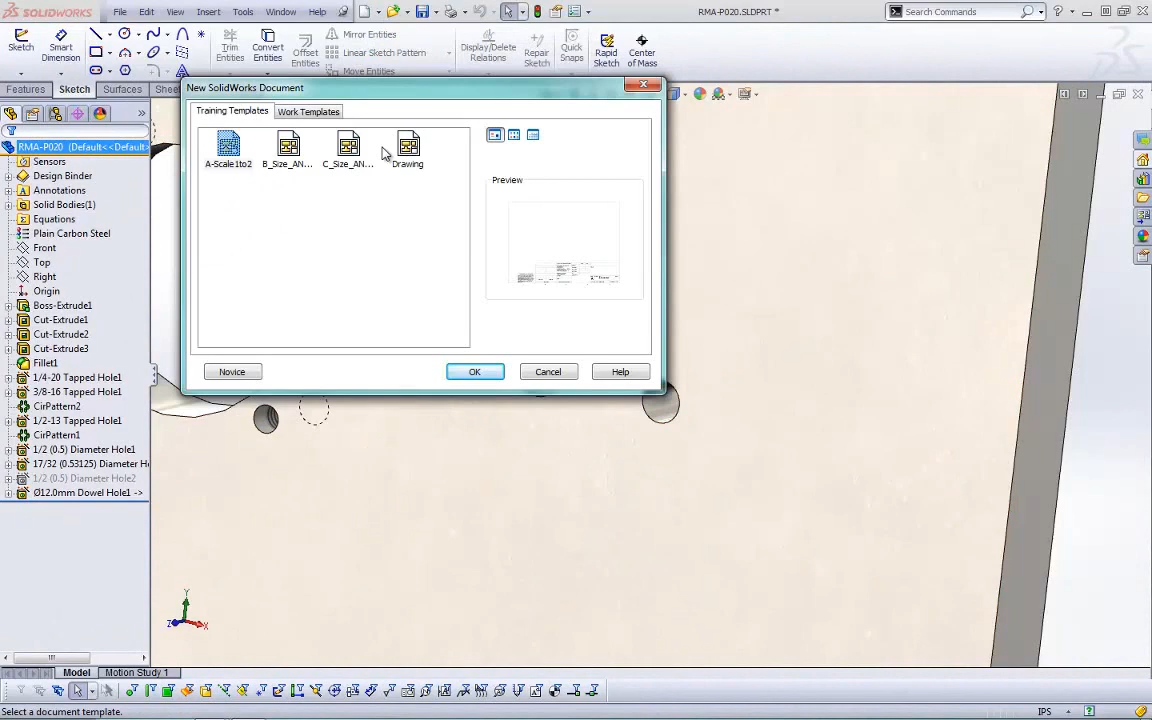 SOLIDWORKS
File Edit View Insert Tools Window Help
RMA-P020.SLDPRT *
Search Commands
Sketch
Smart Dimension
Trim Entities
Convert Entities
Offset Entities
Mirror Entities
Linear Sketch Pattern
Move Entities
Display/Delete Relations
Repair Sketch
Quick Snaps
Rapid Sketch
Center of Mass
Features Sketch Surfaces Shee
New SolidWorks Document
Training Templates Work Templates
A-Scale1to2 B_Size_AN... C_Size_AN... Drawing
Preview
Novice OK Cancel Help
RMA-P020 (Default<<Default>
Sensors
Design Binder
Annotations
Solid Bodies(1)
Equations
Plain Carbon Steel
Front
Top
Right
Origin
Boss-Extrude1
Cut-Extrude1
Cut-Extrude2
Cut-Extrude3
Fillet1
1/4-20 Tapped Hole1
3/8-16 Tapped Hole1
CirPattern2
1/2-13 Tapped Hole1
CirPattern1
1/2 (0.5) Diameter Hole1
17/32 (0.53125) Diameter H
1/2 (0.5) Diameter Hole2
Ø12.0mm Dowel Hole1 ->
Y
Z
X
Model Motion Study 1
Select a document template.
IPS